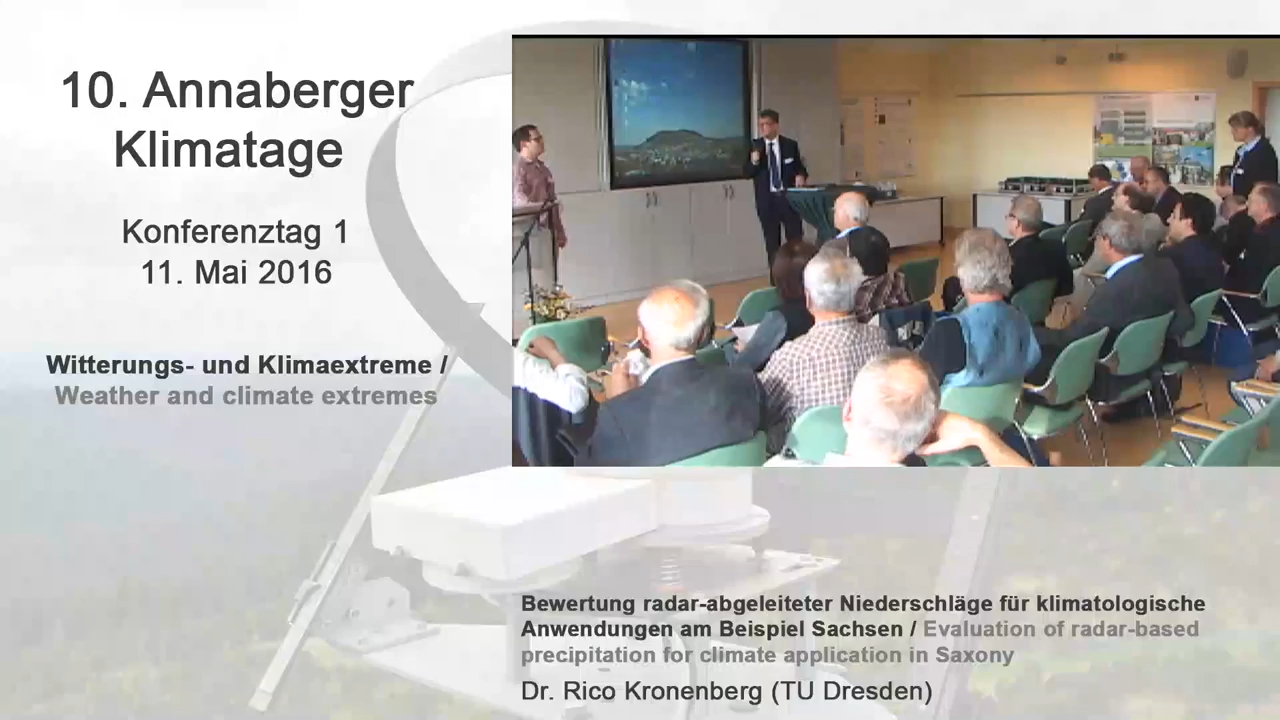 10. Annaberger
Klimatage
Konferenztag 1
11. Mai 2016
Witterungs- und Klimaextreme /
Weather and climate extremes
Bewertung radar-abgeleiteter Niederschläge für klimatologische
Anwendungen am Beispiel Sachsen / Evaluation of radar-based
precipitation for climate application in Saxony
Dr. Rico Kronenberg (TU Dresden)